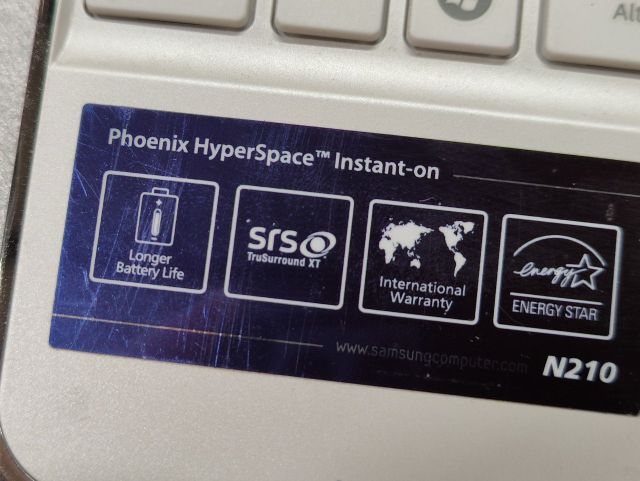 Alt
Phoenix HyperSpace™ Instant-on
Longer
Battery Life
SRS
TruSurround XT
International
Warranty
energy
ENERGY STAR
www.samsungcomputer.com
N210